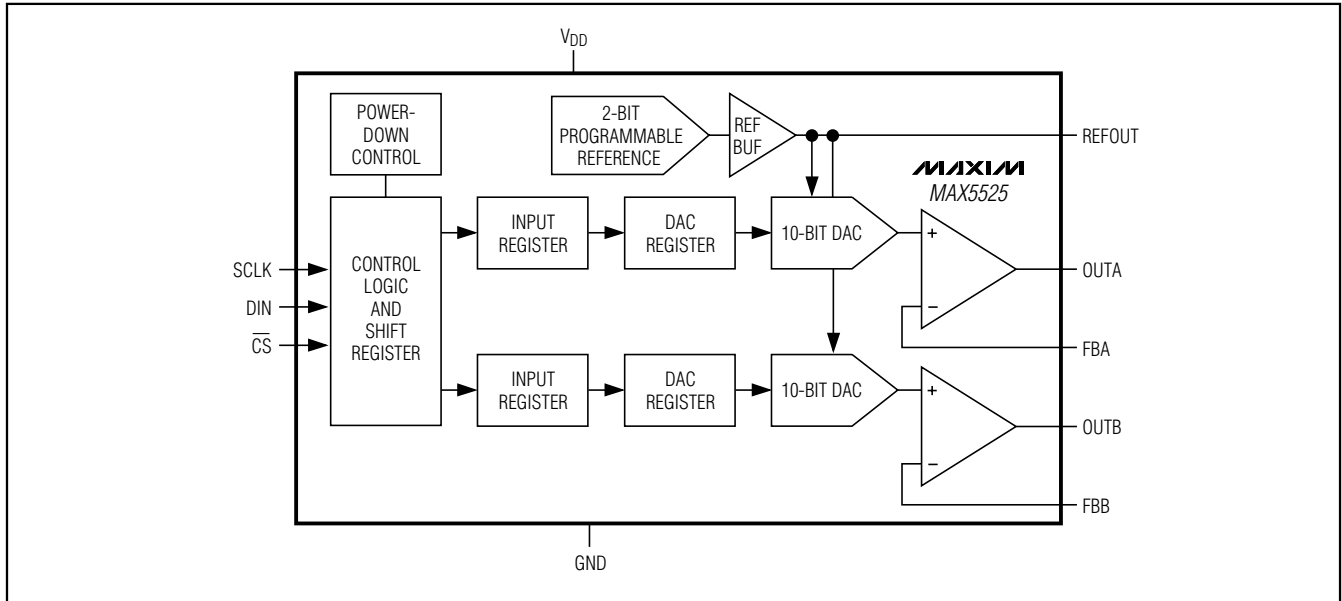 VDD
POWER-
DOWN
CONTROL
2-BIT
PROGRAMMABLE
REFERENCE
REF
BUF
REFOUT
MAXIM
MAX5525
INPUT
REGISTER
DAC
REGISTER
10-BIT DAC
+
−
OUTA
FBA
SCLK
DIN
CS
CONTROL
LOGIC
AND
SHIFT
REGISTER
INPUT
REGISTER
DAC
REGISTER
10-BIT DAC
+
−
OUTB
FBB
GND